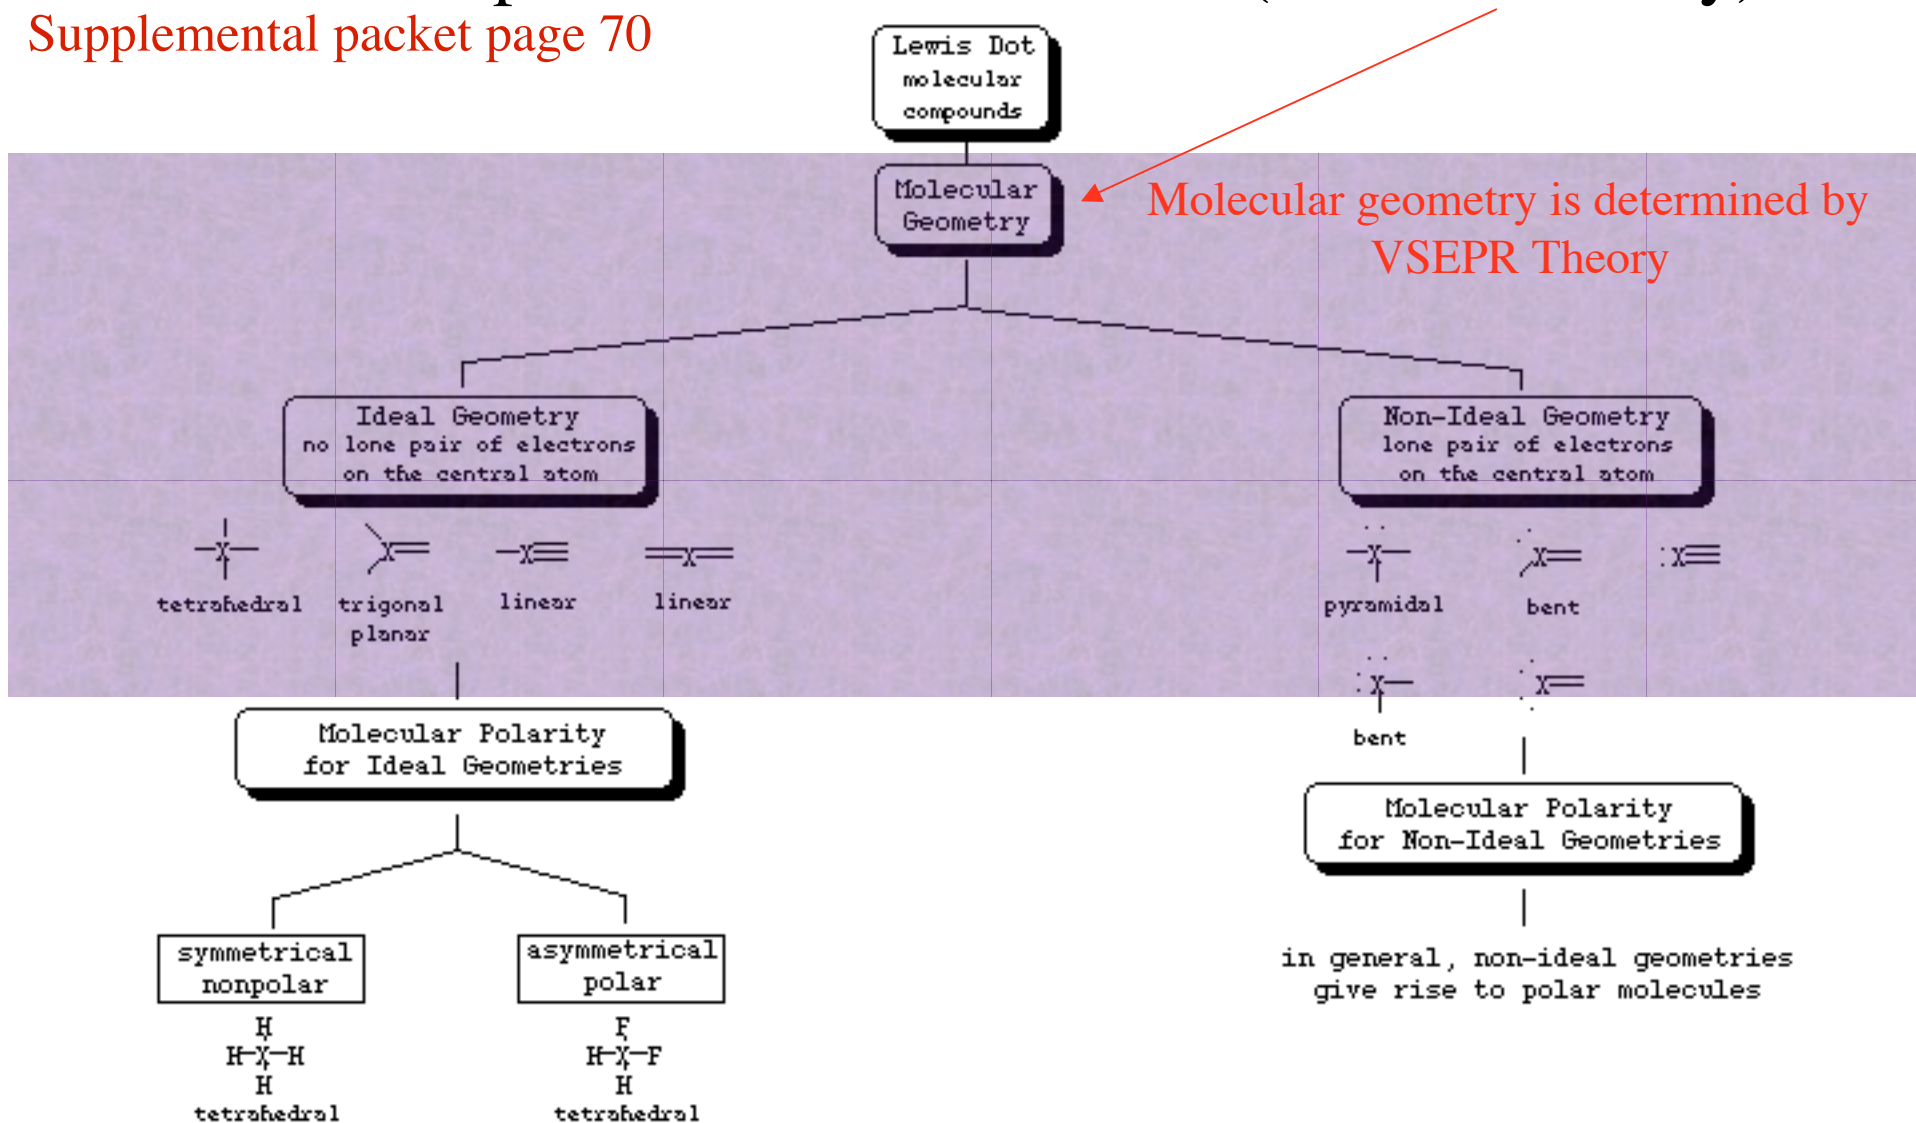 Supplemental packet page 70
Lewis Dot
molecular
compounds
Molecular
Geometry
Molecular geometry is determined by
VSEPR Theory
Ideal Geometry
no lone pair of electrons
on the central atom
Non-Ideal Geometry
lone pair of electrons
on the central atom
X X X X
tetrahedral trigonal linear linear
planar
X X X
pyramidal bent
X X
bent
Molecular Polarity
for Ideal Geometries
Molecular Polarity
for Non-Ideal Geometries
symmetrical
nonpolar
asymmetrical
polar
in general, non-ideal geometries
give rise to polar molecules
H
H-X-H
H
tetrahedral
F
H-X-F
H
tetrahedral